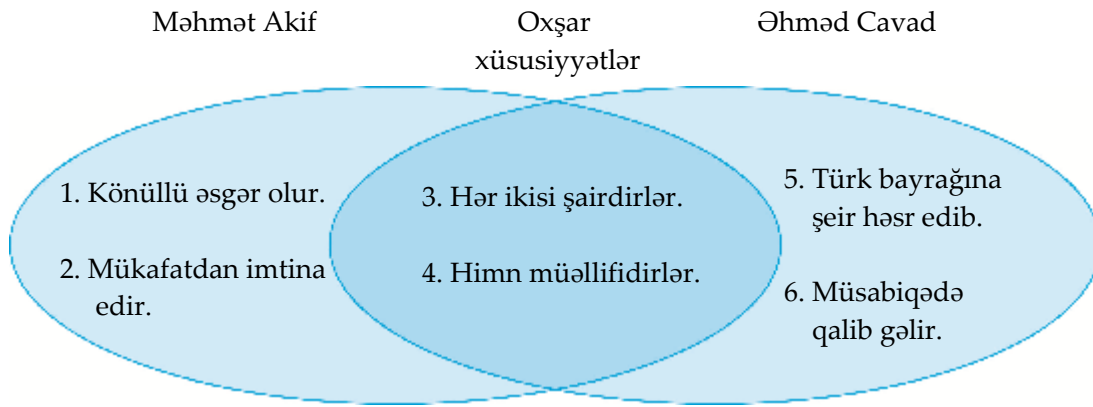 Məhmət Akif
Oxşar
xüsusiyyətlər
Əhməd Cavad
1. Könüllü əsgər olur.
2. Mükafatdan imtina
edir.
3. Hər ikisi şairdirlər.
4. Himn müəllifidirlər.
5. Türk bayrağına
şeir həsr edib.
6. Müsabiqədə
qalib gəlir.